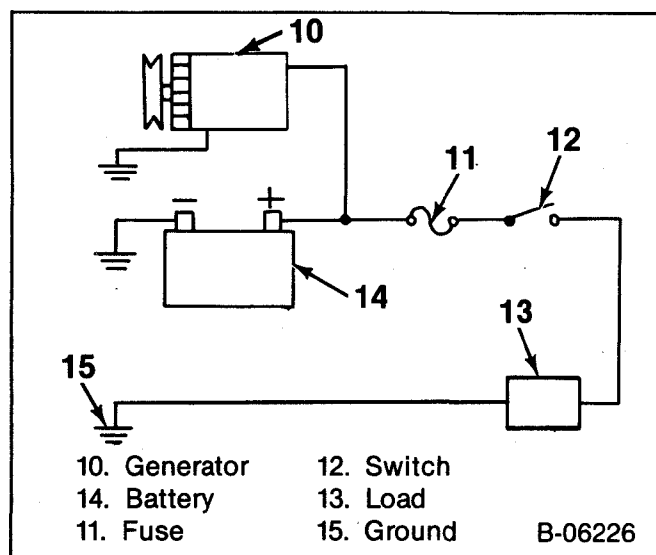 10
11
12
− +
14
13
15
10. Generator 12. Switch
14. Battery 13. Load
11. Fuse 15. Ground B-06226